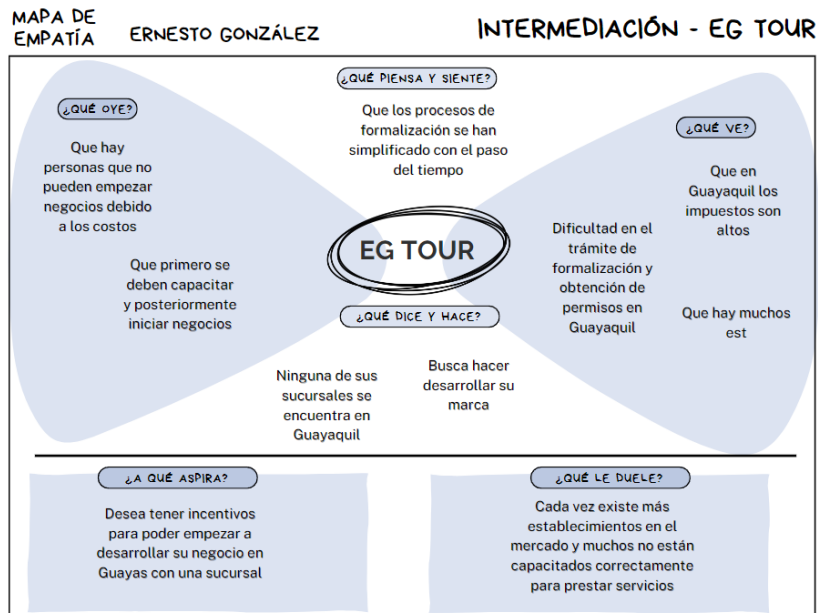 MAPA DE
EMPATÍA
ERNESTO GONZÁLEZ
INTERMEDIACIÓN - EG TOUR
¿QUÉ PIENSA Y SIENTE?
Que los procesos de
formalización se han
simplificado con el paso
del tiempo
¿QUÉ OYE?
Que hay
personas que no
pueden empezar
negocios debido
a los costos
Que primero se
deben capacitar
y posteriormente
iniciar negocios
EG TOUR
¿QUÉ VE?
Que en
Guayaquil los
impuestos son
altos
Dificultad en el
trámite de
formalización y
obtención de
permisos en
Guayaquil
Que hay muchos
est
¿QUÉ DICE Y HACE?
Ninguna de sus
sucursales se
encuentra en
Guayaquil
Busca hacer
desarrollar su
marca
¿A QUÉ ASPIRA?
Desea tener incentivos
para poder empezar a
desarrollar su negocio en
Guayas con una sucursal
¿QUÉ LE DUELE?
Cada vez existe más
establecimientos en el
mercado y muchos no están
capacitados correctamente
para prestar servicios